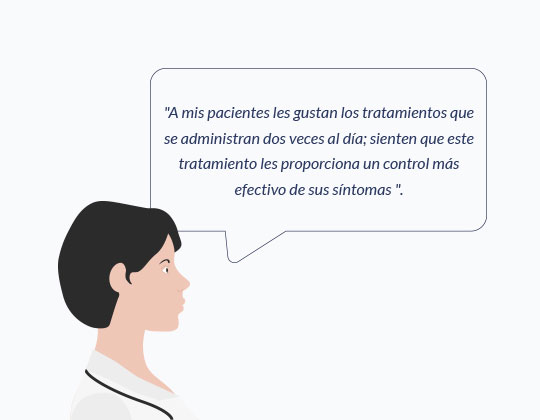 "A mis pacientes les gustan los tratamientos que
se administran dos veces al día; sienten que este
tratamiento les proporciona un control más
efectivo de sus síntomas ".